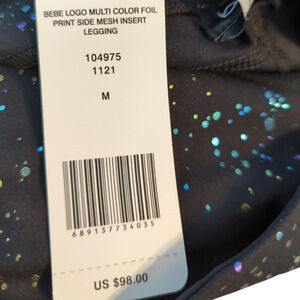 BEBE LOGO MULTI COLOR FOIL
PRINT SIDE MESH INSERT
LEGGING
104975
1121
M
689137734035
US $98.00